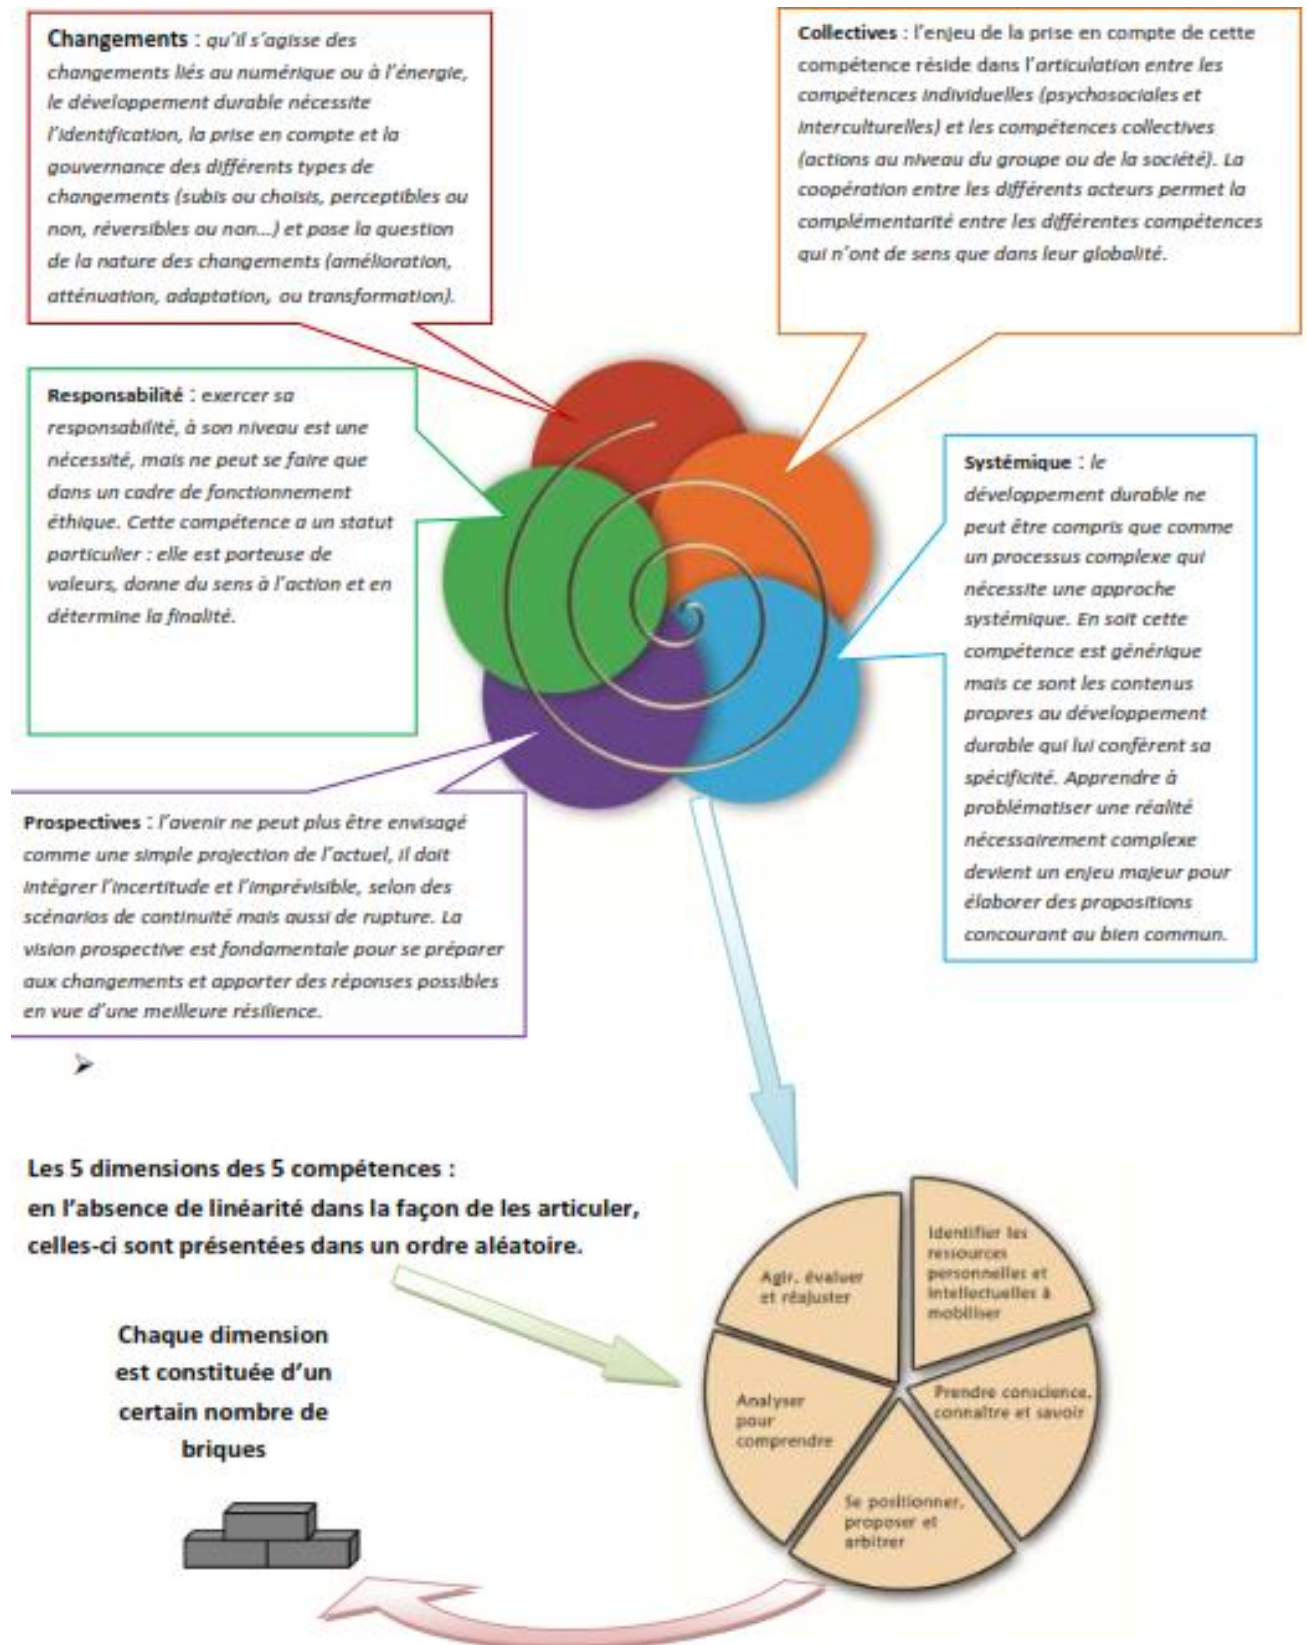 Changements : qu'il s'agisse des
changements liés au numérique ou à l'énergie,
le développement durable nécessite
l'identification, la prise en compte et la
gouvernance des différents types de
changements (subis ou choisis, perceptibles ou
non, réversibles ou non...) et pose la question
de la nature des changements (amélioration,
atténuation, adaptation, ou transformation).
Collectives : l'enjeu de la prise en compte de cette
compétence réside dans l'articulation entre les
compétences individuelles (psychosociales et
interculturelles) et les compétences collectives
(actions au niveau du groupe ou de la société). La
coopération entre les différents acteurs permet la
complémentarité entre les différentes compétences
qui n'ont de sens que dans leur globalité.
Responsabilité : exercer sa
responsabilité, à son niveau est une
nécessité, mais ne peut se faire que
dans un cadre de fonctionnement
éthique. Cette compétence a un statut
particulier : elle est porteuse de
valeurs, donne du sens à l'action et en
détermine la finalité.
Systémique : le
développement durable ne
peut être compris que comme
un processus complexe qui
nécessite une approche
systémique. En soit cette
compétence est générique
mais ce sont les contenus
propres au développement
durable qui lui confèrent sa
spécificité. Apprendre à
problématiser une réalité
nécessairement complexe
devient un enjeu majeur pour
élaborer des propositions
concourant au bien commun.
Prospectives : l'avenir ne peut plus être envisagé
comme une simple projection de l'actuel, il doit
intégrer l'incertitude et l'imprévisible, selon des
scénarios de continuité mais aussi de rupture. La
vision prospective est fondamentale pour se préparer
aux changements et apporter des réponses possibles
en vue d'une meilleure résilience.
Les 5 dimensions des 5 compétences :
en l'absence de linéarité dans la façon de les articuler,
celles-ci sont présentées dans un ordre aléatoire.
Chaque dimension
est constituée d'un
certain nombre de
briques
Agir, évaluer
et réajuster
Identifier les
ressources
personnelles et
intellectuelles à
mobiliser
Analyser
pour
comprendre
Prendre conscience,
connaître et savoir
Se positionner,
proposer et
arbitrer